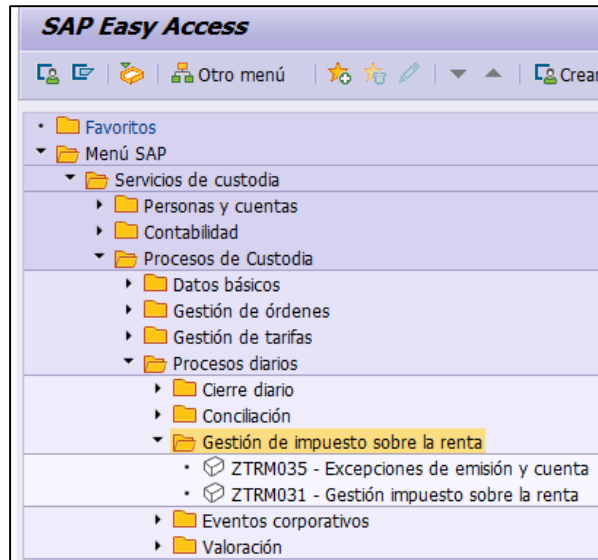 SAP Easy Access
Otro menú
Crear
Favoritos
Menú SAP
Servicios de custodia
Personas y cuentas
Contabilidad
Procesos de Custodia
Datos básicos
Gestión de órdenes
Gestión de tarifas
Procesos diarios
Cierre diario
Conciliación
Gestión de impuesto sobre la renta
ZTRM035 - Excepciones de emisión y cuenta
ZTRM031 - Gestión impuesto sobre la renta
Eventos corporativos
Valoración